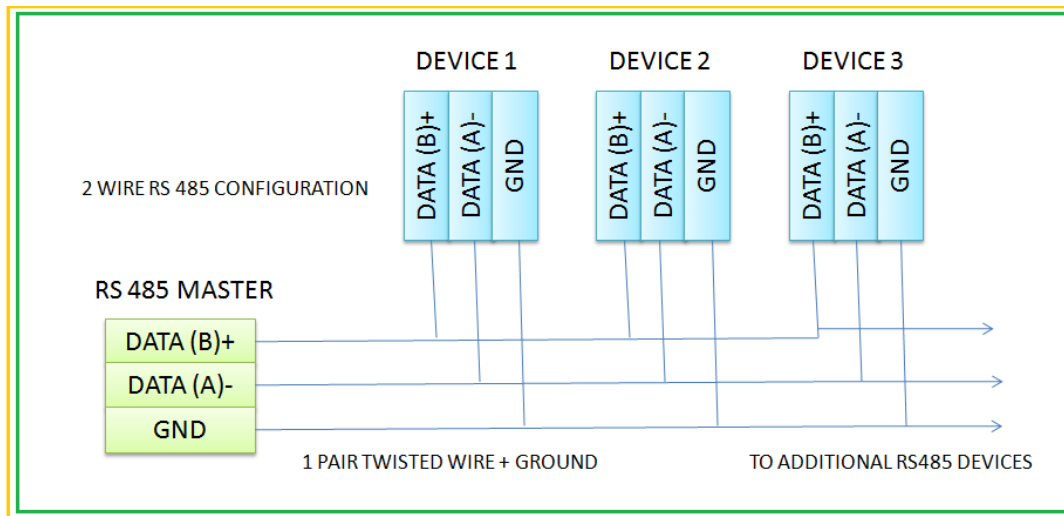 DEVICE 1
DEVICE 2
DEVICE 3
DATA (B)+
DATA (A)-
GND
DATA (B)+
DATA (A)-
GND
DATA (B)+
DATA (A)-
GND
2 WIRE RS 485 CONFIGURATION
RS 485 MASTER
DATA (B)+
DATA (A)-
GND
1 PAIR TWISTED WIRE + GROUND
TO ADDITIONAL RS485 DEVICES